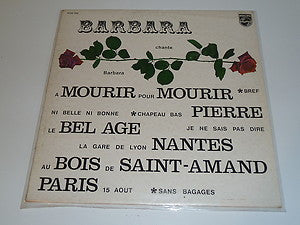 BARBARA
chante
Barbara
A MOURIR POUR MOURIR * BREF
NI BELLE NI BONNE * CHAPEAU BAS PIERRE
LE BEL AGE JE NE SAIS PAS DIRE
LA GARE DE LYON NANTES
AU BOIS DE SAINT-AMAND
PARIS 15 AOUT * SANS BAGAGES